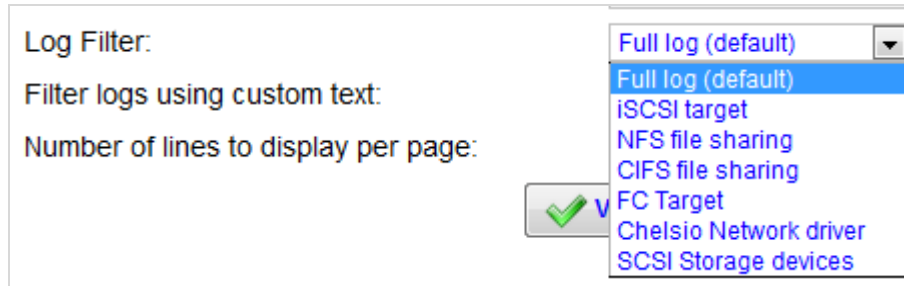 Log Filter:
Full log (default)
Full log (default)
iSCSI target
Filter logs using custom text:
NFS file sharing
CIFS file sharing
Number of lines to display per page:
FC Target
Chelsio Network driver
SCSI Storage devices